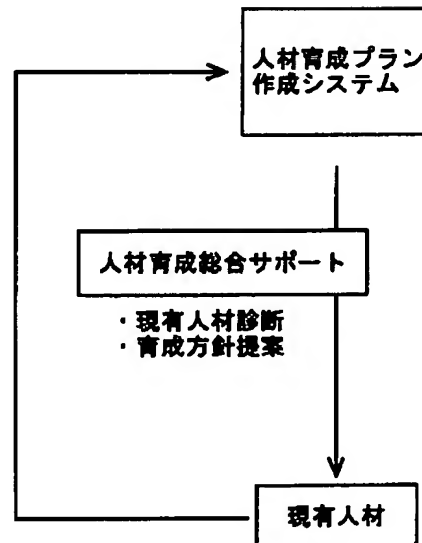 人材育成プラン
作成システム
人材育成総合サポート
・現有人材診断
・育成方針提案
現有人材